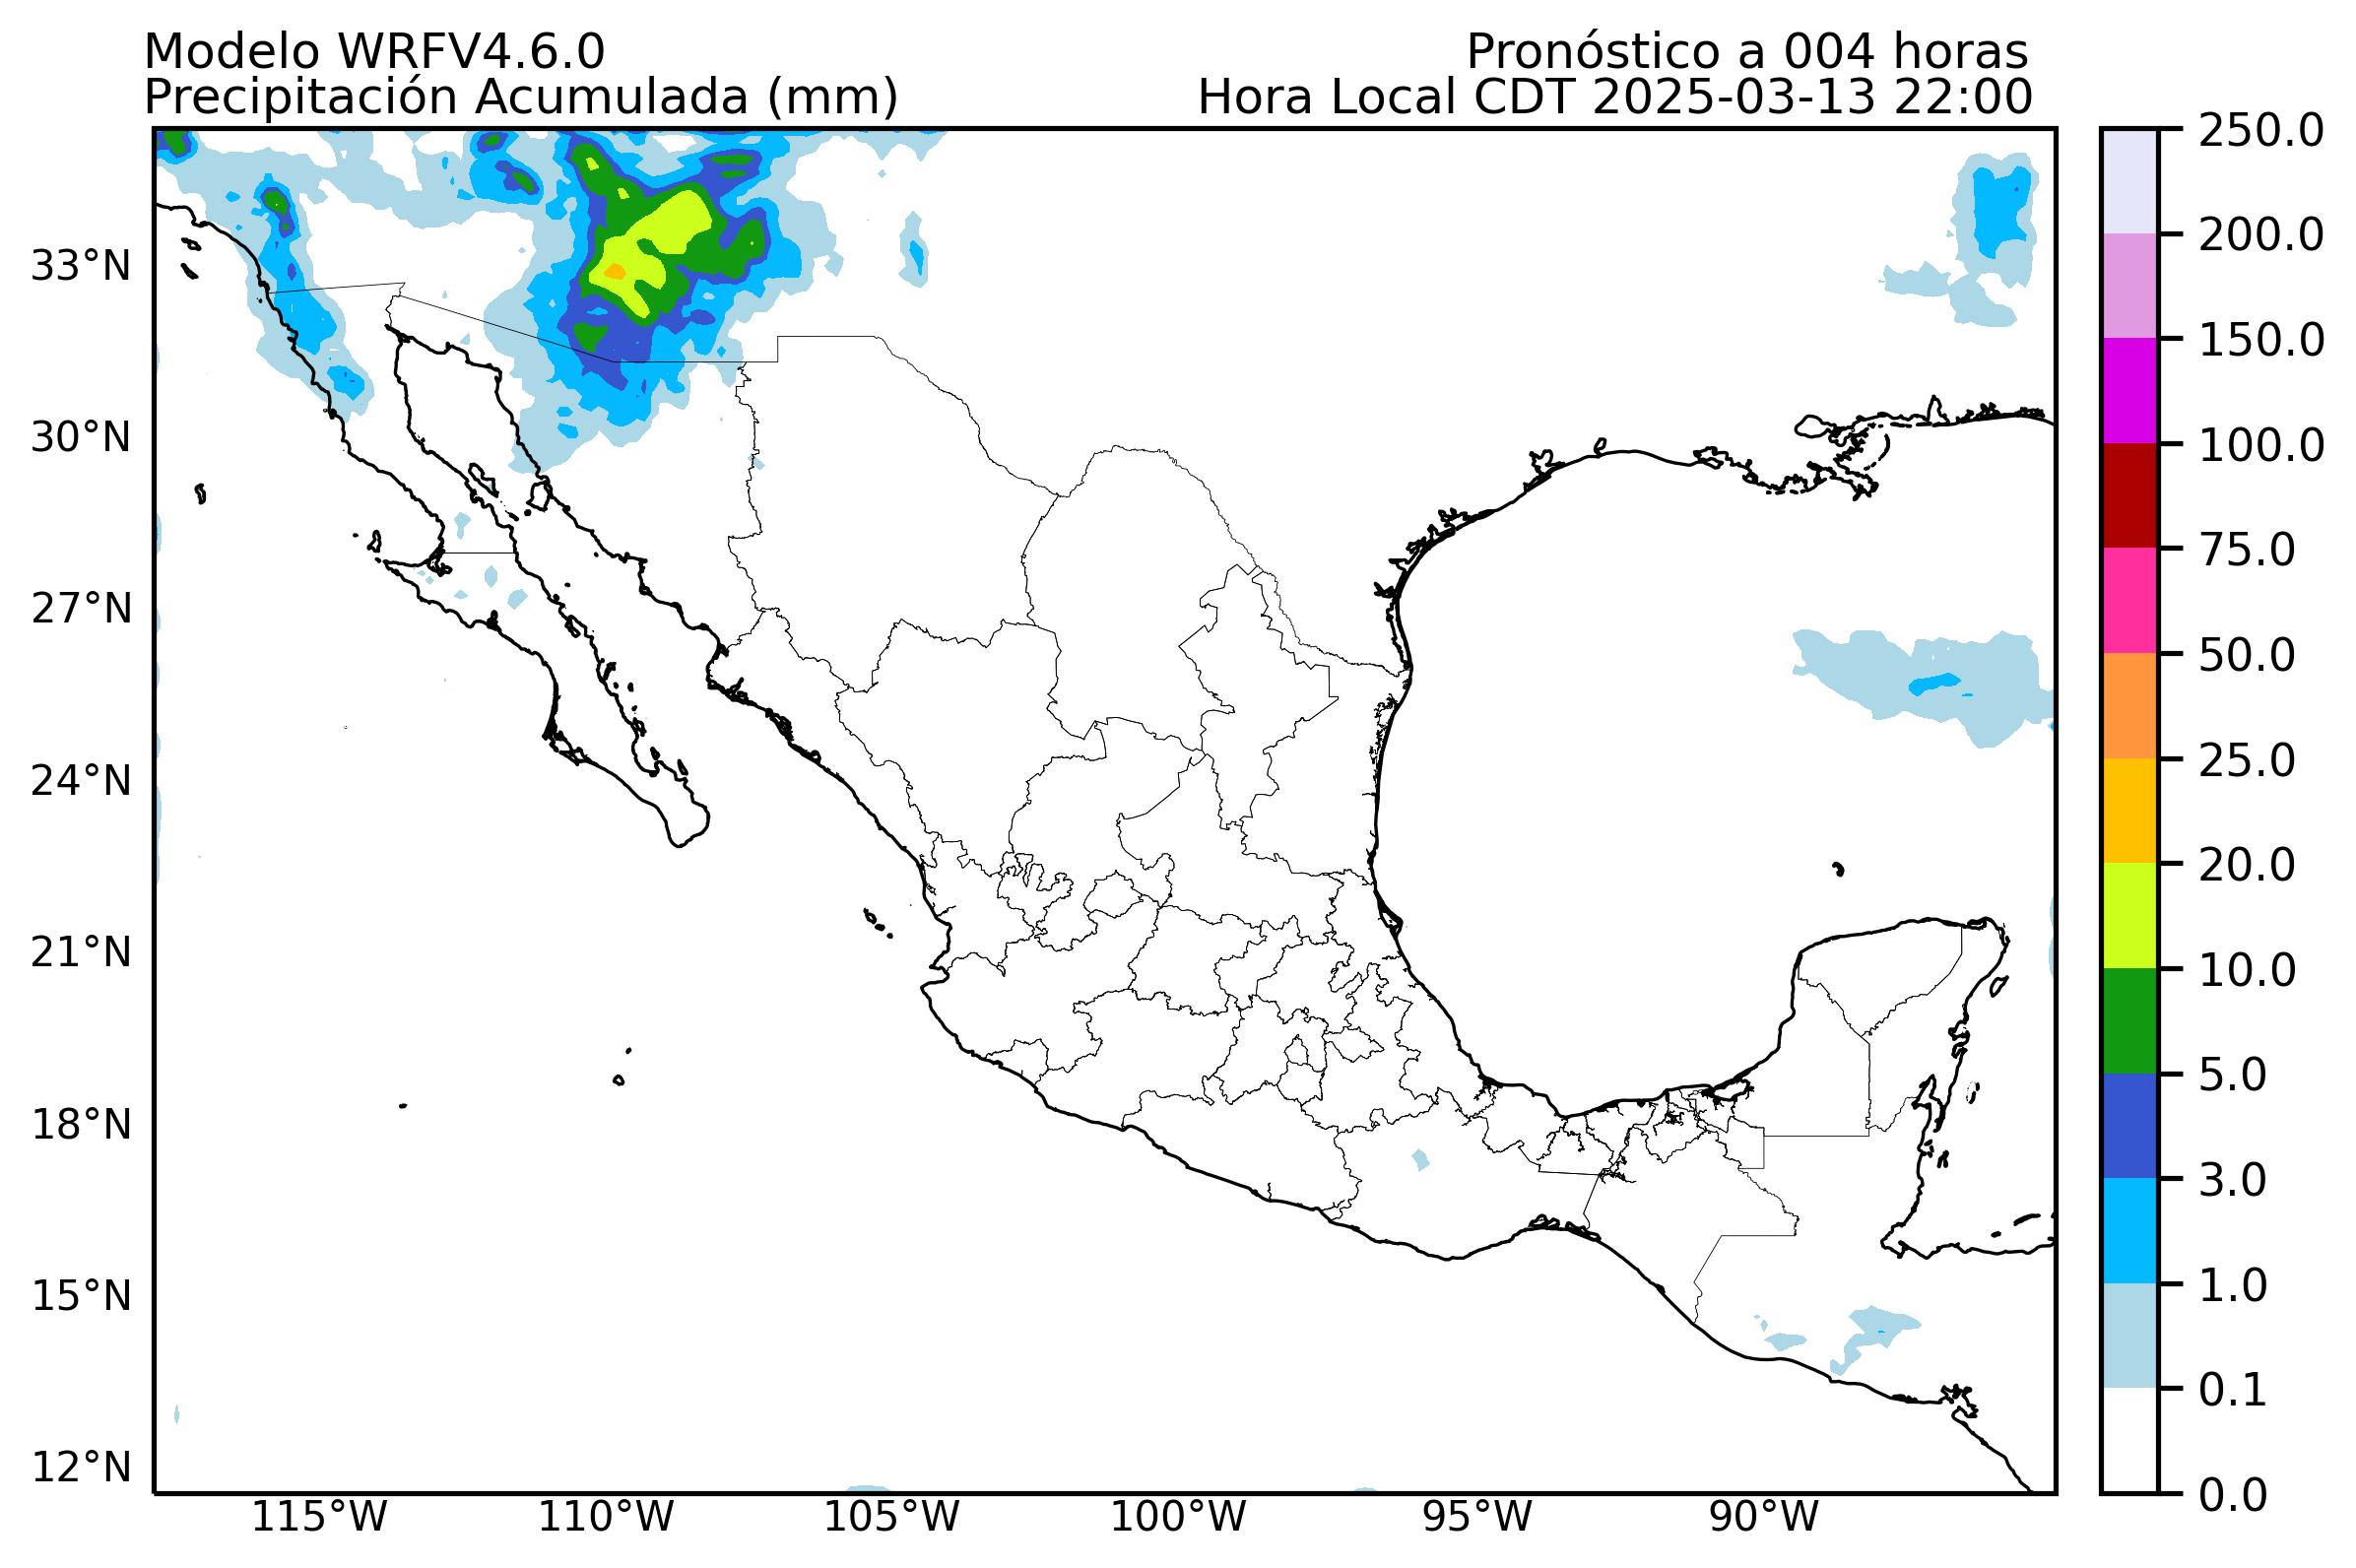 Modelo WRFV4.6.0
Pronóstico a 004 horas
Precipitación Acumulada (mm)
Hora Local CDT 2025-03-13 22:00
33°N
30°N
27°N
24°N
21°N
18°N
15°N
12°N
115°W
110°W
105°W
100°W
95°W
90°W
250.0
200.0
150.0
100.0
75.0
50.0
25.0
20.0
10.0
5.0
3.0
1.0
0.1
0.0